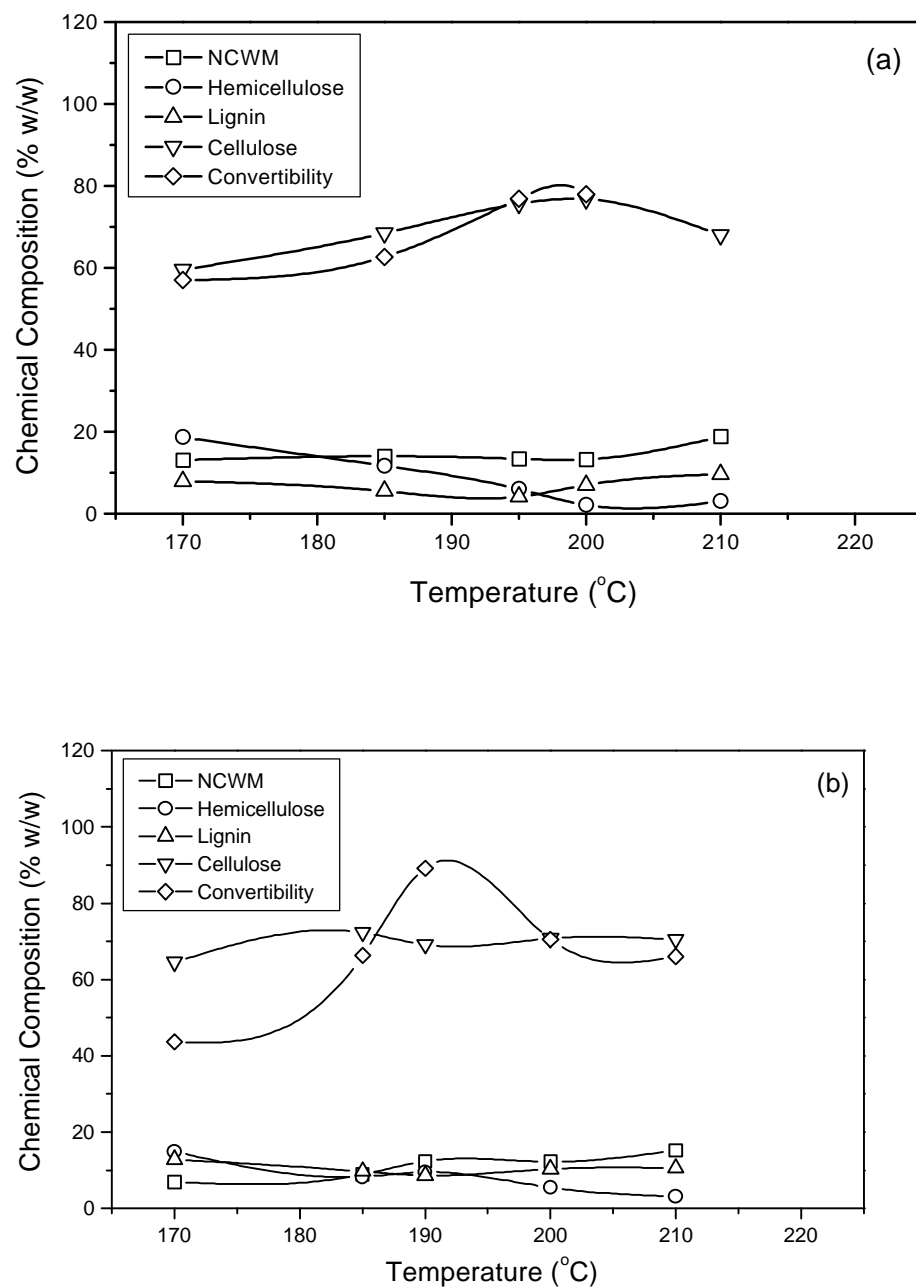 120
100
80
60
40
20
0
Chemical Composition (% w/w)
NCWM
Hemicellulose
Lignin
Cellulose
Convertibility
(a)
170 180 190 200 210 220
Temperature (°C)
120
100
80
60
40
20
0
Chemical Composition (% w/w)
NCWM
Hemicellulose
Lignin
Cellulose
Convertibility
(b)
170 180 190 200 210 220
Temperature (°C)